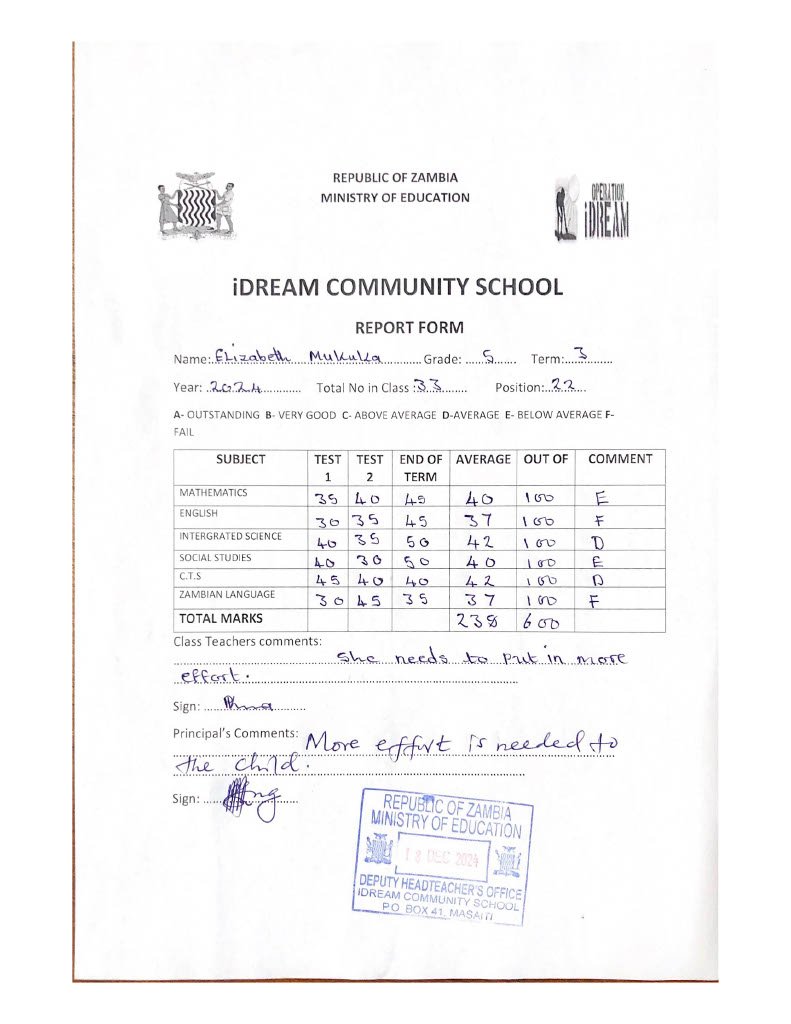 REPUBLIC OF ZAMBIA
MINISTRY OF EDUCATION
OPERATION
iDREAM
iDREAM COMMUNITY SCHOOL
REPORT FORM
Name: Elizabeth Mukuka Grade: 5 Term: 3
Year: 2024 Total No in Class : 33 Position: 22
A- OUTSTANDING B- VERY GOOD C- ABOVE AVERAGE D-AVERAGE E- BELOW AVERAGE F-
FAIL
SUBJECT TEST 1 TEST 2 END OF TERM AVERAGE OUT OF COMMENT
MATHEMATICS 35 40 45 40 100 E
ENGLISH 30 35 45 37 100 F
INTERGRATED SCIENCE 40 35 50 42 100 D
SOCIAL STUDIES 40 30 50 40 100 E
C.T.S 45 40 40 42 100 D
ZAMBIAN LANGUAGE 30 45 35 37 100 F
TOTAL MARKS 238 600
Class Teachers comments:
She needs to put in more
effort.
Sign:
Principal's Comments: More effort is needed to
the child.
Sign:
REPUBLIC OF ZAMBIA
MINISTRY OF EDUCATION
18 DEC 2024
DEPUTY HEADTEACHER'S OFFICE
IDREAM COMMUNITY SCHOOL
P.O. BOX 41, MASAITI